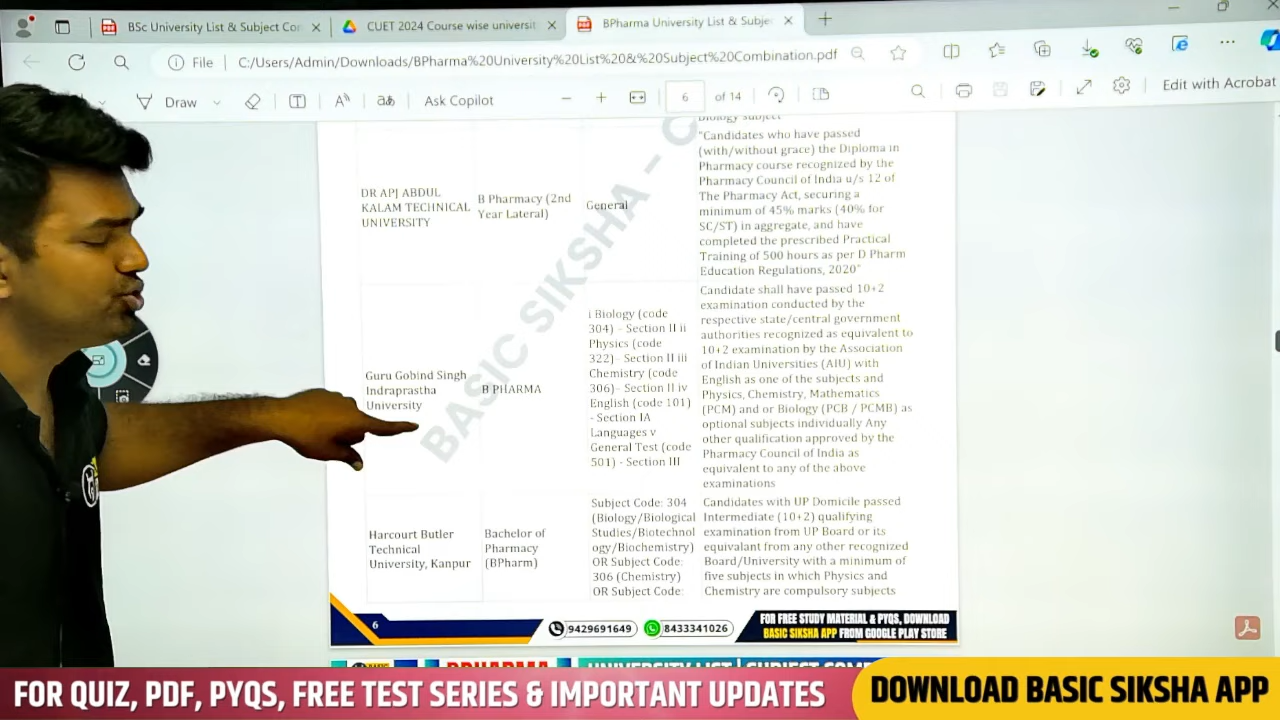 BSc University List & Subject Cor
CUET 2024 Course wise universit
BPharma University List & Subje
File
C:/Users/Admin/Downloads/BPharma%20University%20List%20&%20Subject%20Combination.pdf
Draw
Ask Copilot
6 of 14
Edit with Acrobat
Biology subject
"Candidates who have passed
(with/without grace) the Diploma in
Pharmacy course recognized by the
Pharmacy Council of India u/s 12 of
The Pharmacy Act, securing a
minimum of 45% marks (40% for
SC/ST) in aggregate, and have
completed the prescribed Practical
Training of 500 hours as per D Pharm
Education Regulations, 2020"
DR APJ ABDUL
KALAM TECHNICAL
UNIVERSITY
B Pharmacy (2nd
Year Lateral)
General
BASIC SIKSHA – C
Guru Gobind Singh
Indraprastha
University
B PHARMA
i Biology (code
304) – Section II ii
Physics (code
322)– Section II iii
Chemistry (code
306)– Section II iv
English (code 101)
- Section IA
Languages v
General Test (code
501) – Section III
Candidate shall have passed 10+2
examination conducted by the
respective state/central government
authorities recognized as equivalent to
10+2 examination by the Association
of Indian Universities (AIU) with
English as one of the subjects and
Physics, Chemistry, Mathematics
(PCM) and or Biology (PCB / PCMB) as
optional subjects individually Any
other qualification approved by the
Pharmacy Council of India as
equivalent to any of the above
examinations
Harcourt Butler
Technical
University, Kanpur
Bachelor of
Pharmacy
(BPharm)
Subject Code: 304
(Biology/Biological
Studies/Biotechnol
ogy/Biochemistry)
OR Subject Code:
306 (Chemistry)
OR Subject Code:
Candidates with UP Domicile passed
Intermediate (10+2) qualifying
examination from UP Board or its
equivalant from any other recognized
Board/University with a minimum of
five subjects in which Physics and
Chemistry are compulsory subjects
6
9429691649
8433341026
FOR FREE STUDY MATERIAL & PYQS, DOWNLOAD
BASIC SIKSHA APP FROM GOOGLE PLAY STORE
FOR QUIZ, PDF, PYQS, FREE TEST SERIES & IMPORTANT UPDATES
DOWNLOAD BASIC SIKSHA APP